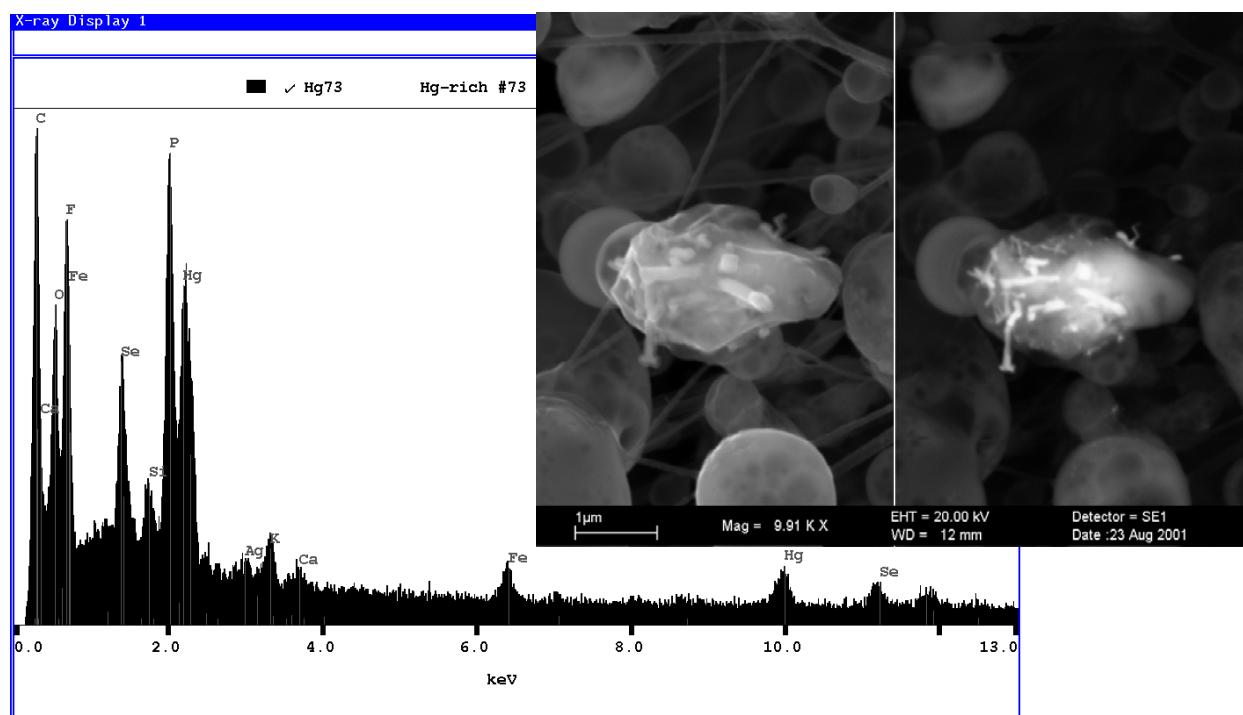 X-ray Display 1
✓ Hg73 Hg-rich #73
C
P
F
Hg
Fe
O
Se
Ca
Si
Ag
K
Ca
Fe
Hg
Se
0.0 2.0 4.0 6.0 8.0 10.0 13.0
keV
1µm
Mag = 9.91 K X
EHT = 20.00 kV
WD = 12 mm
Detector = SE1
Date :23 Aug 2001